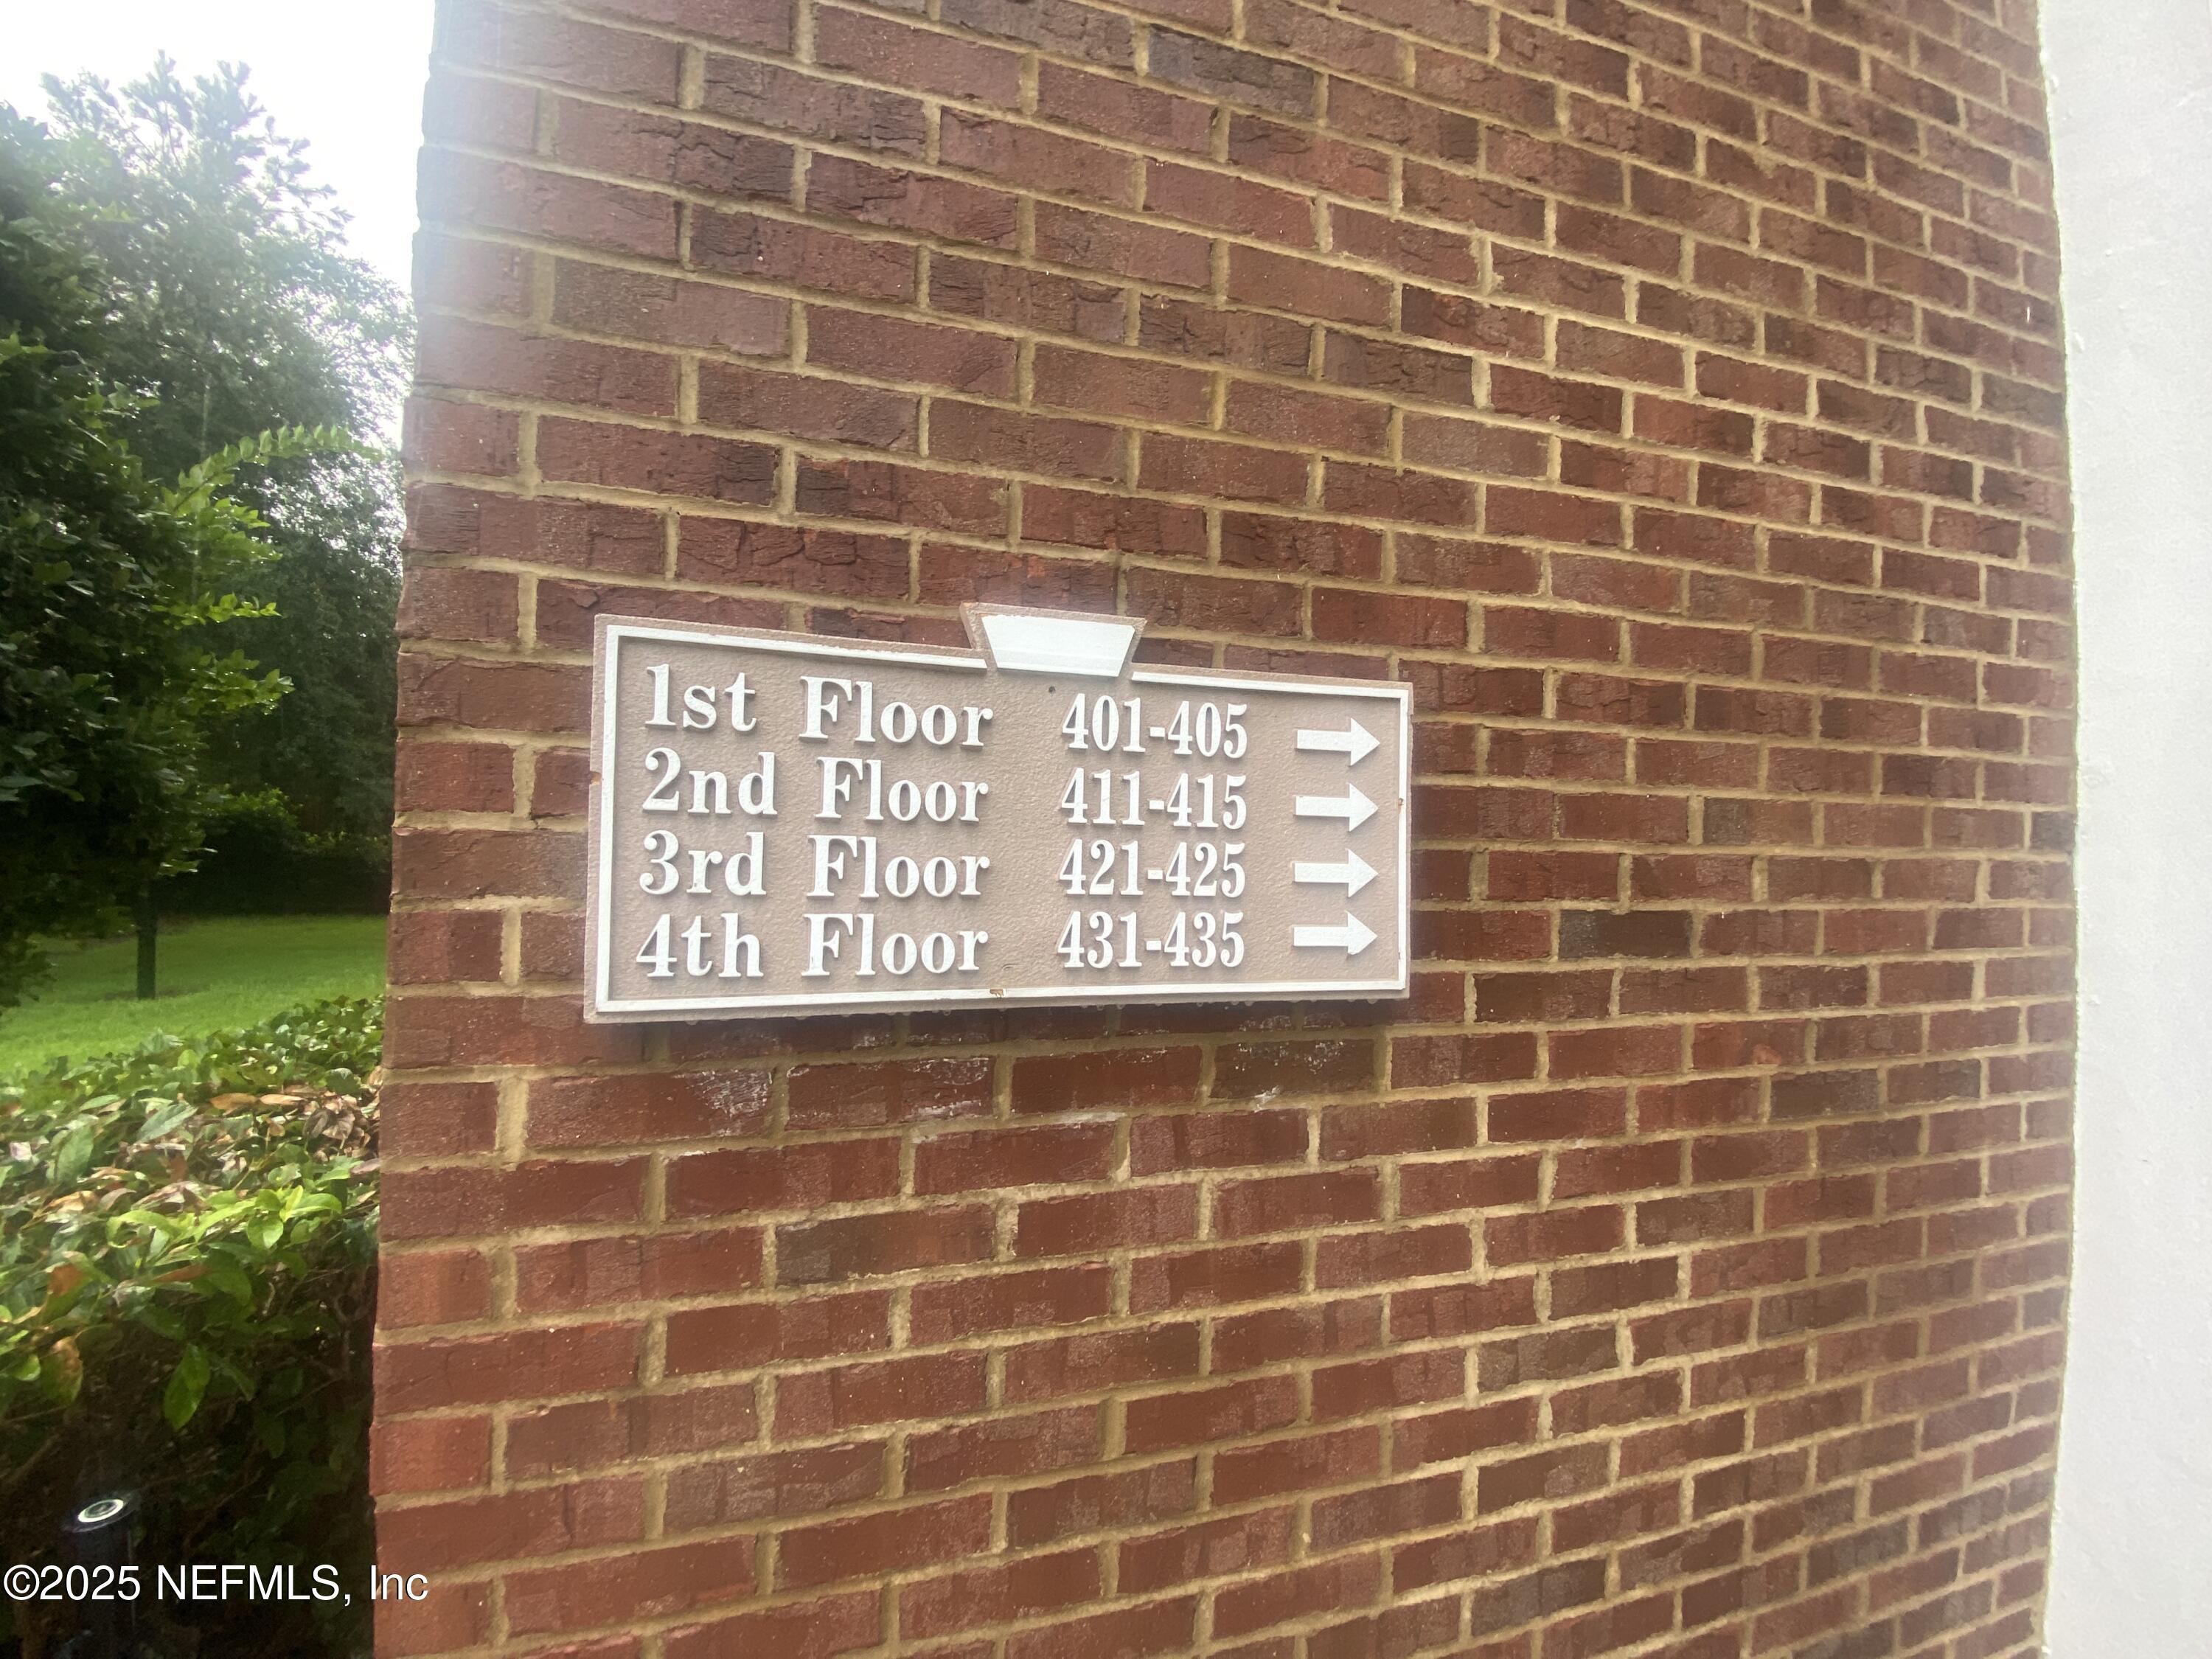 1st Floor 401-405
2nd Floor 411-415
3rd Floor 421-425
4th Floor 431-435
©2025 NEFMLS, Inc